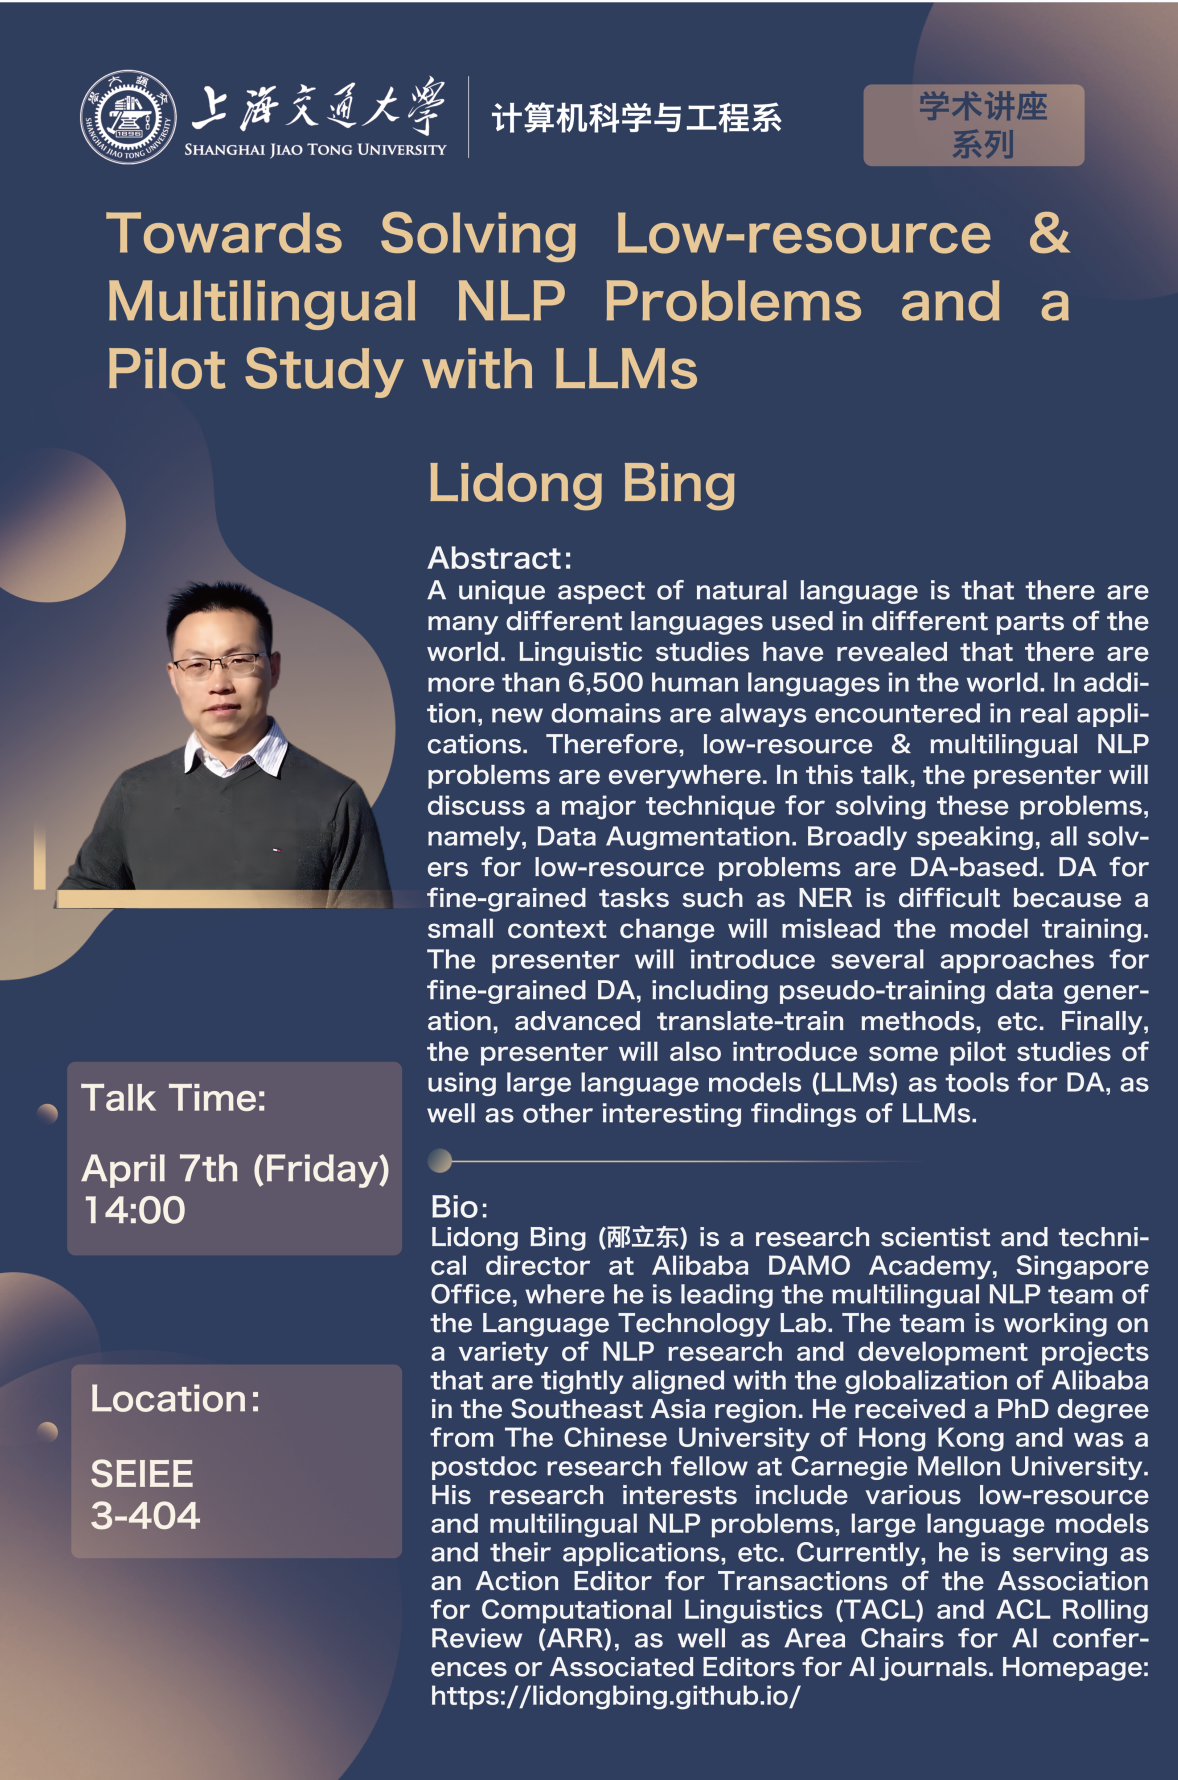 上海交通大學
SHANGHAI JIAO TONG UNIVERSITY
计算机科学与工程系
学术讲座
系列
Towards Solving Low-resource &
Multilingual NLP Problems and a
Pilot Study with LLMs
Lidong Bing
Abstract:
A unique aspect of natural language is that there are
many different languages used in different parts of the
world. Linguistic studies have revealed that there are
more than 6,500 human languages in the world. In addi-
tion, new domains are always encountered in real appli-
cations. Therefore, low-resource & multilingual NLP
problems are everywhere. In this talk, the presenter will
discuss a major technique for solving these problems,
namely, Data Augmentation. Broadly speaking, all solv-
ers for low-resource problems are DA-based. DA for
fine-grained tasks such as NER is difficult because a
small context change will mislead the model training.
The presenter will introduce several approaches for
fine-grained DA, including pseudo-training data gener-
ation, advanced translate-train methods, etc. Finally,
the presenter will also introduce some pilot studies of
using large language models (LLMs) as tools for DA, as
well as other interesting findings of LLMs.
Talk Time:
April 7th (Friday)
14:00
Location:
SEIEE
3-404
Bio:
Lidong Bing (邴立东) is a research scientist and techni-
cal director at Alibaba DAMO Academy, Singapore
Office, where he is leading the multilingual NLP team of
the Language Technology Lab. The team is working on
a variety of NLP research and development projects
that are tightly aligned with the globalization of Alibaba
in the Southeast Asia region. He received a PhD degree
from The Chinese University of Hong Kong and was a
postdoc research fellow at Carnegie Mellon University.
His research interests include various low-resource
and multilingual NLP problems, large language models
and their applications, etc. Currently, he is serving as
an Action Editor for Transactions of the Association
for Computational Linguistics (TACL) and ACL Rolling
Review (ARR), as well as Area Chairs for AI confer-
ences or Associated Editors for AI journals. Homepage:
https://lidongbing.github.io/